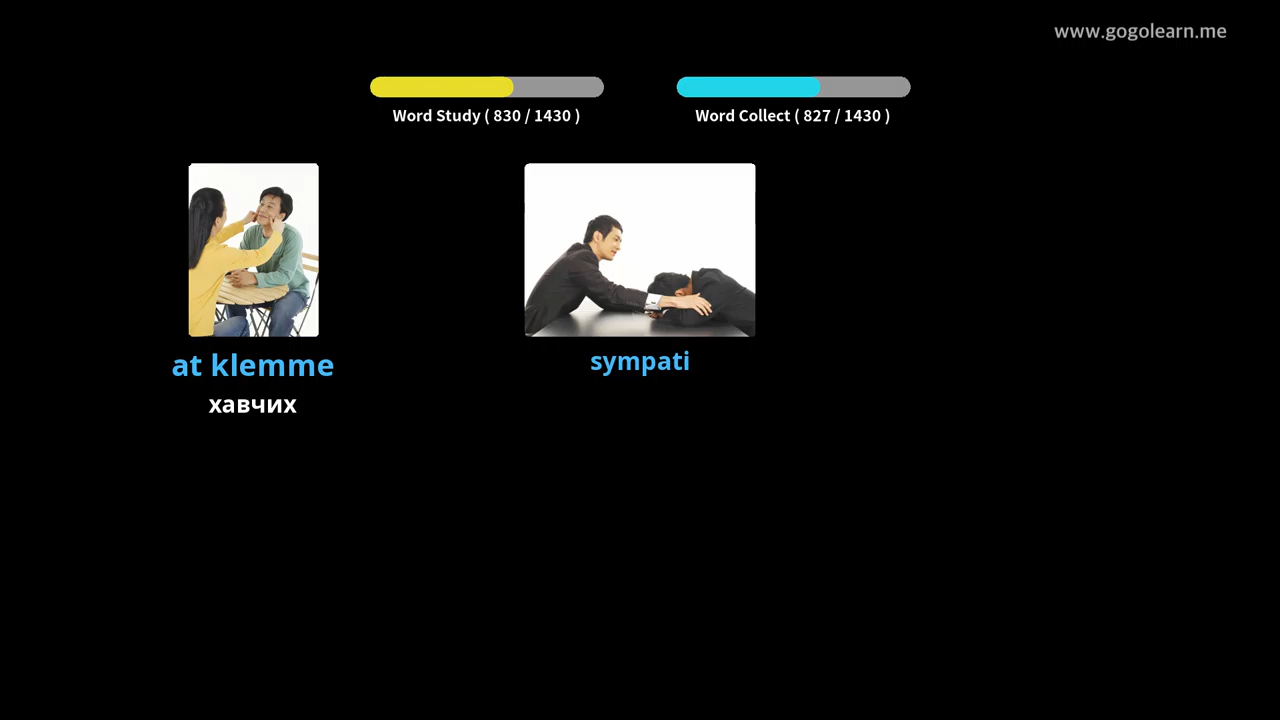 www.gogolearn.me
Word Study ( 830 / 1430 )
Word Collect ( 827 / 1430 )
at klemme
хавчих
sympati